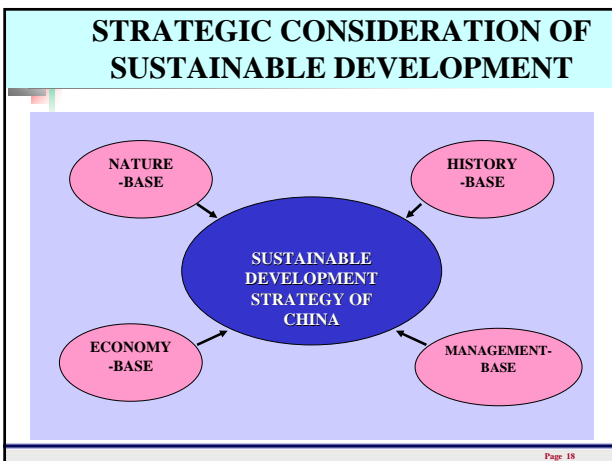 STRATEGIC CONSIDERATION OF
SUSTAINABLE DEVELOPMENT
NATURE
-BASE
HISTORY
-BASE
SUSTAINABLE
DEVELOPMENT
STRATEGY OF
CHINA
ECONOMY
-BASE
MANAGEMENT-
BASE
Page 18